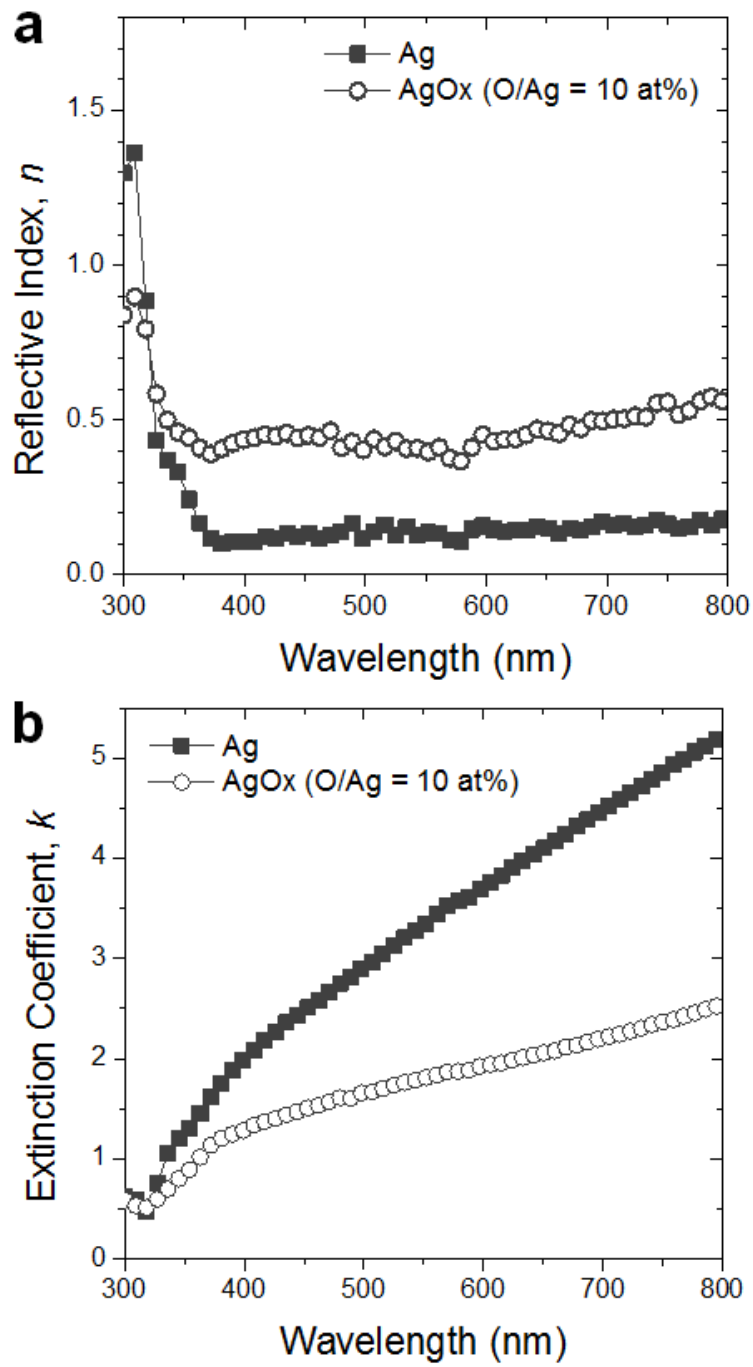 a
Ag
AgOx (O/Ag = 10 at%)
1.5
1.0
0.5
0.0
Reflective Index, n
300 400 500 600 700 800
Wavelength (nm)
b
Ag
AgOx (O/Ag = 10 at%)
5
4
3
2
1
0
Extinction Coefficient, k
300 400 500 600 700 800
Wavelength (nm)